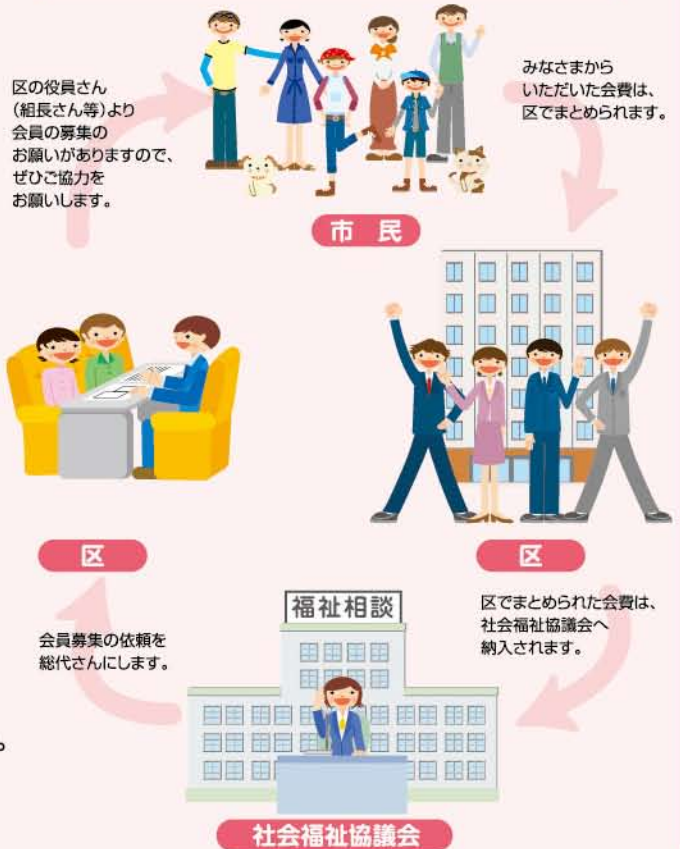 区の役員さん
(組長さん等)より
会員の募集の
お願いがありますので、
ぜひご協力を
お願いします。
みなさまから
いただいた会費は、
区でまとめられます。
市民
区
区
会員募集の依頼を
総代さんにします。
福祉相談
区でまとめられた会費は、
社会福祉協議会へ
納入されます。
。
社会福祉協議会